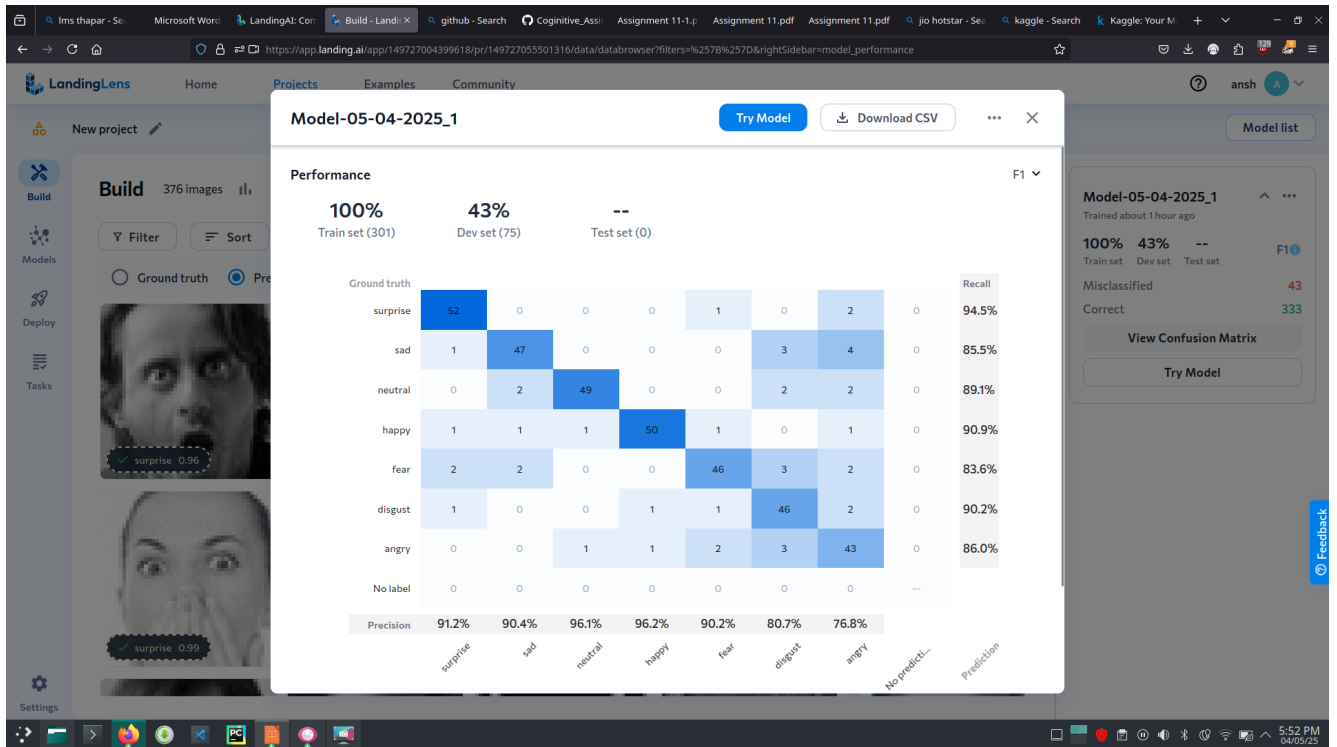 lms thapar - Se
Microsoft Word
LandingAI: Con
Build - Landi
github - Search
Coginitive_Assi
Assignment 11-1.p
Assignment 11.pdf
Assignment 11.pdf
jio hotstar - Sea
kaggle - Search
Kaggle: Your M
https://app.landing.ai/app/149727004399618/pr/149727055501316/data/databrowser?filters=%257B%257D&rightSidebar=model_performance
129
LandingLens
Home
Projects
Examples
Community
ansh
A
New project
Model list
Build
Models
Deploy
Tasks
Settings
Build 376 images
Filter
Sort
Ground truth
Pre
surprise 0.96
surprise 0.99
Model-05-04-2025_1
Try Model
Download CSV
Performance
F1
100% 43% --
Train set (301) Dev set (75) Test set (0)
Ground truth Recall
surprise 52 0 0 0 1 0 2 0 94.5%
sad 1 47 0 0 0 3 4 0 85.5%
neutral 0 2 49 0 0 2 2 0 89.1%
happy 1 1 1 50 1 0 1 0 90.9%
fear 2 2 0 0 46 3 2 0 83.6%
disgust 1 0 0 1 1 46 2 0 90.2%
angry 0 0 1 1 2 3 43 0 86.0%
No label 0 0 0 0 0 0 0 --
Precision 91.2% 90.4% 96.1% 96.2% 90.2% 80.7% 76.8%
surprise sad neutral happy fear disgust angry No predicti... Prediction
Model-05-04-2025_1
Trained about 1 hour ago
100% 43% -- F1
Train set Dev set Test set
Misclassified 43
Correct 333
View Confusion Matrix
Try Model
Feedback
PC
5:52 PM
04/05/25